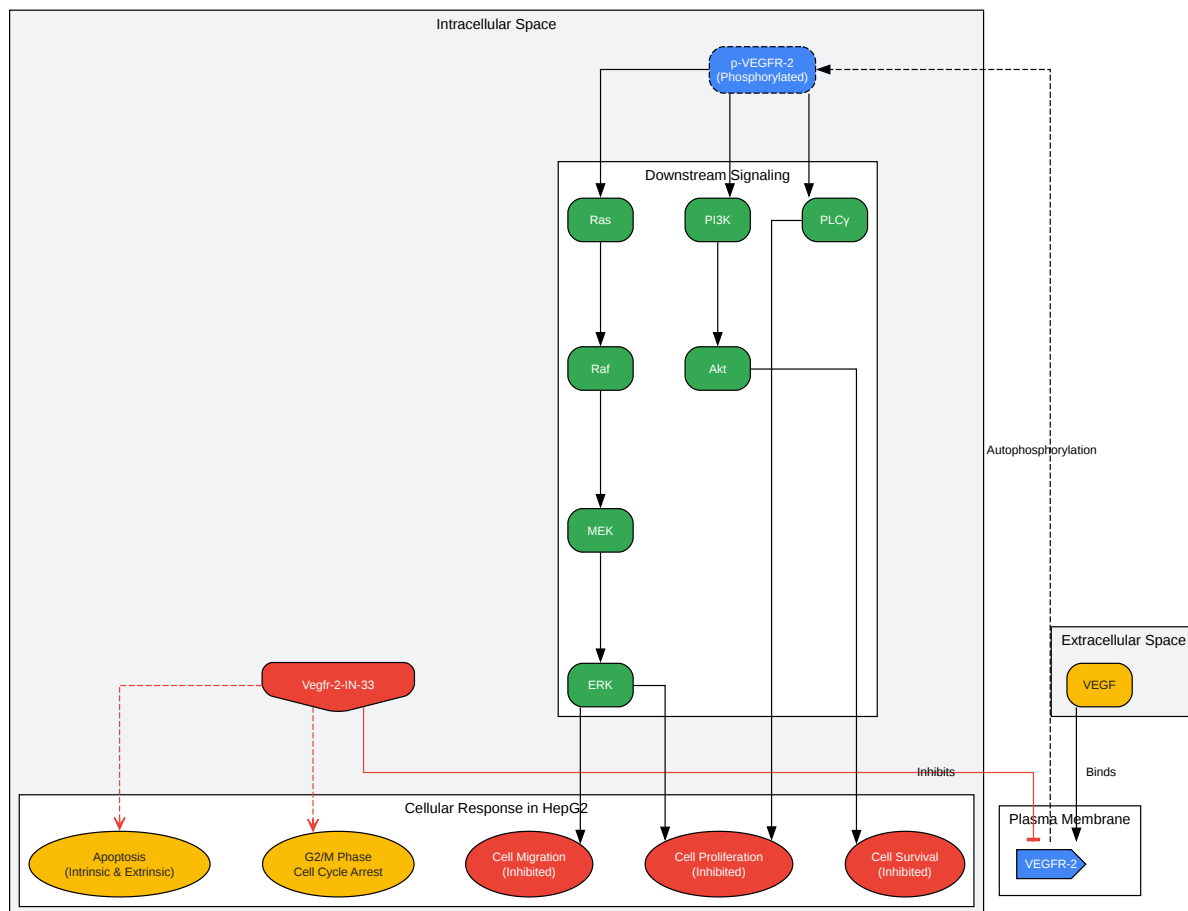 Intracellular Space
p-VEGFR-2
(Phosphorylated)
Downstream Signaling
Ras
PI3K
PLCγ
Raf
Akt
Autophosphorylation
MEK
Extracellular Space
Vegfr-2-IN-33
ERK
VEGF
Inhibits
Binds
Cellular Response in HepG2
Plasma Membrane
Apoptosis
(Intrinsic & Extrinsic)
G2/M Phase
Cell Cycle Arrest
Cell Migration
(Inhibited)
Cell Proliferation
(Inhibited)
Cell Survival
(Inhibited)
VEGFR-2